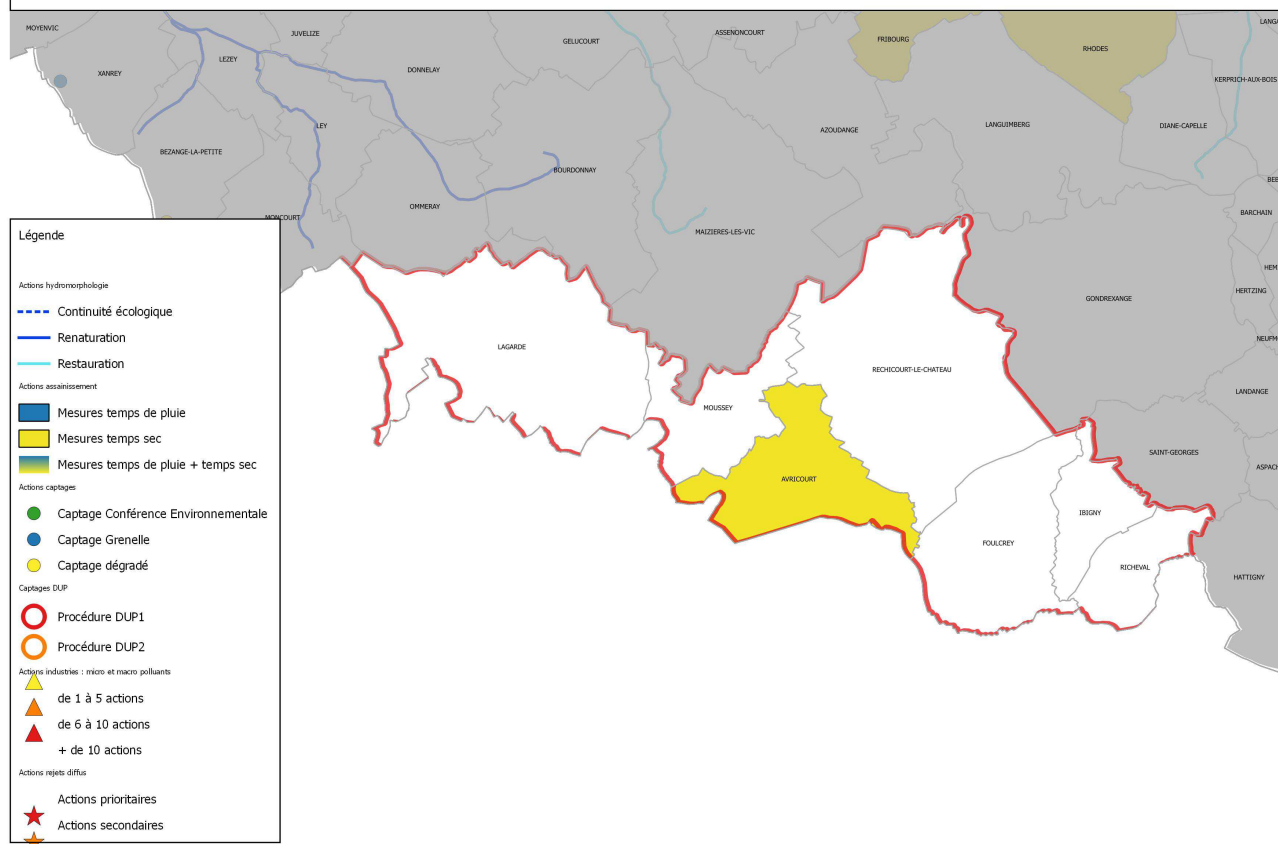 MOYENVIC
JUVELIZE
GELUCOURT
ASSENONCOURT
FRIBOURG
RHODES
LANGU
XANREY
LEZEY
DONNELAY
KERPRICH-AUX-BOIS
LEY
AZOUDANGE
LANGUIMBERG
DIANE-CAPELLE
BEZANGE-LA-PETITE
BOURDONNAY
BEB
OMMERAY
MONCOURT
MAIZIERES-LES-VIC
BARCHAIN
HEM
GONDREXANGE
HERTZING
NEUFM
LAGARDE
RECHICOURT-LE-CHATEAU
LANDANGE
MOUSSEY
SAINT-GEORGES
ASPACH
AVRICOURT
IBIGNY
FOULCREY
RICHEVAL
HATTIGNY
Légende
Actions hydromorphologie
Continuité écologique
Renaturation
Restauration
Actions assainissement
Mesures temps de pluie
Mesures temps sec
Mesures temps de pluie + temps sec
Actions captages
Captage Conférence Environnementale
Captage Grenelle
Captage dégradé
Captages DUP
Procédure DUP1
Procédure DUP2
Actions industries : micro et macro polluants
de 1 à 5 actions
de 6 à 10 actions
+ de 10 actions
Actions rejets diffus
Actions prioritaires
Actions secondaires